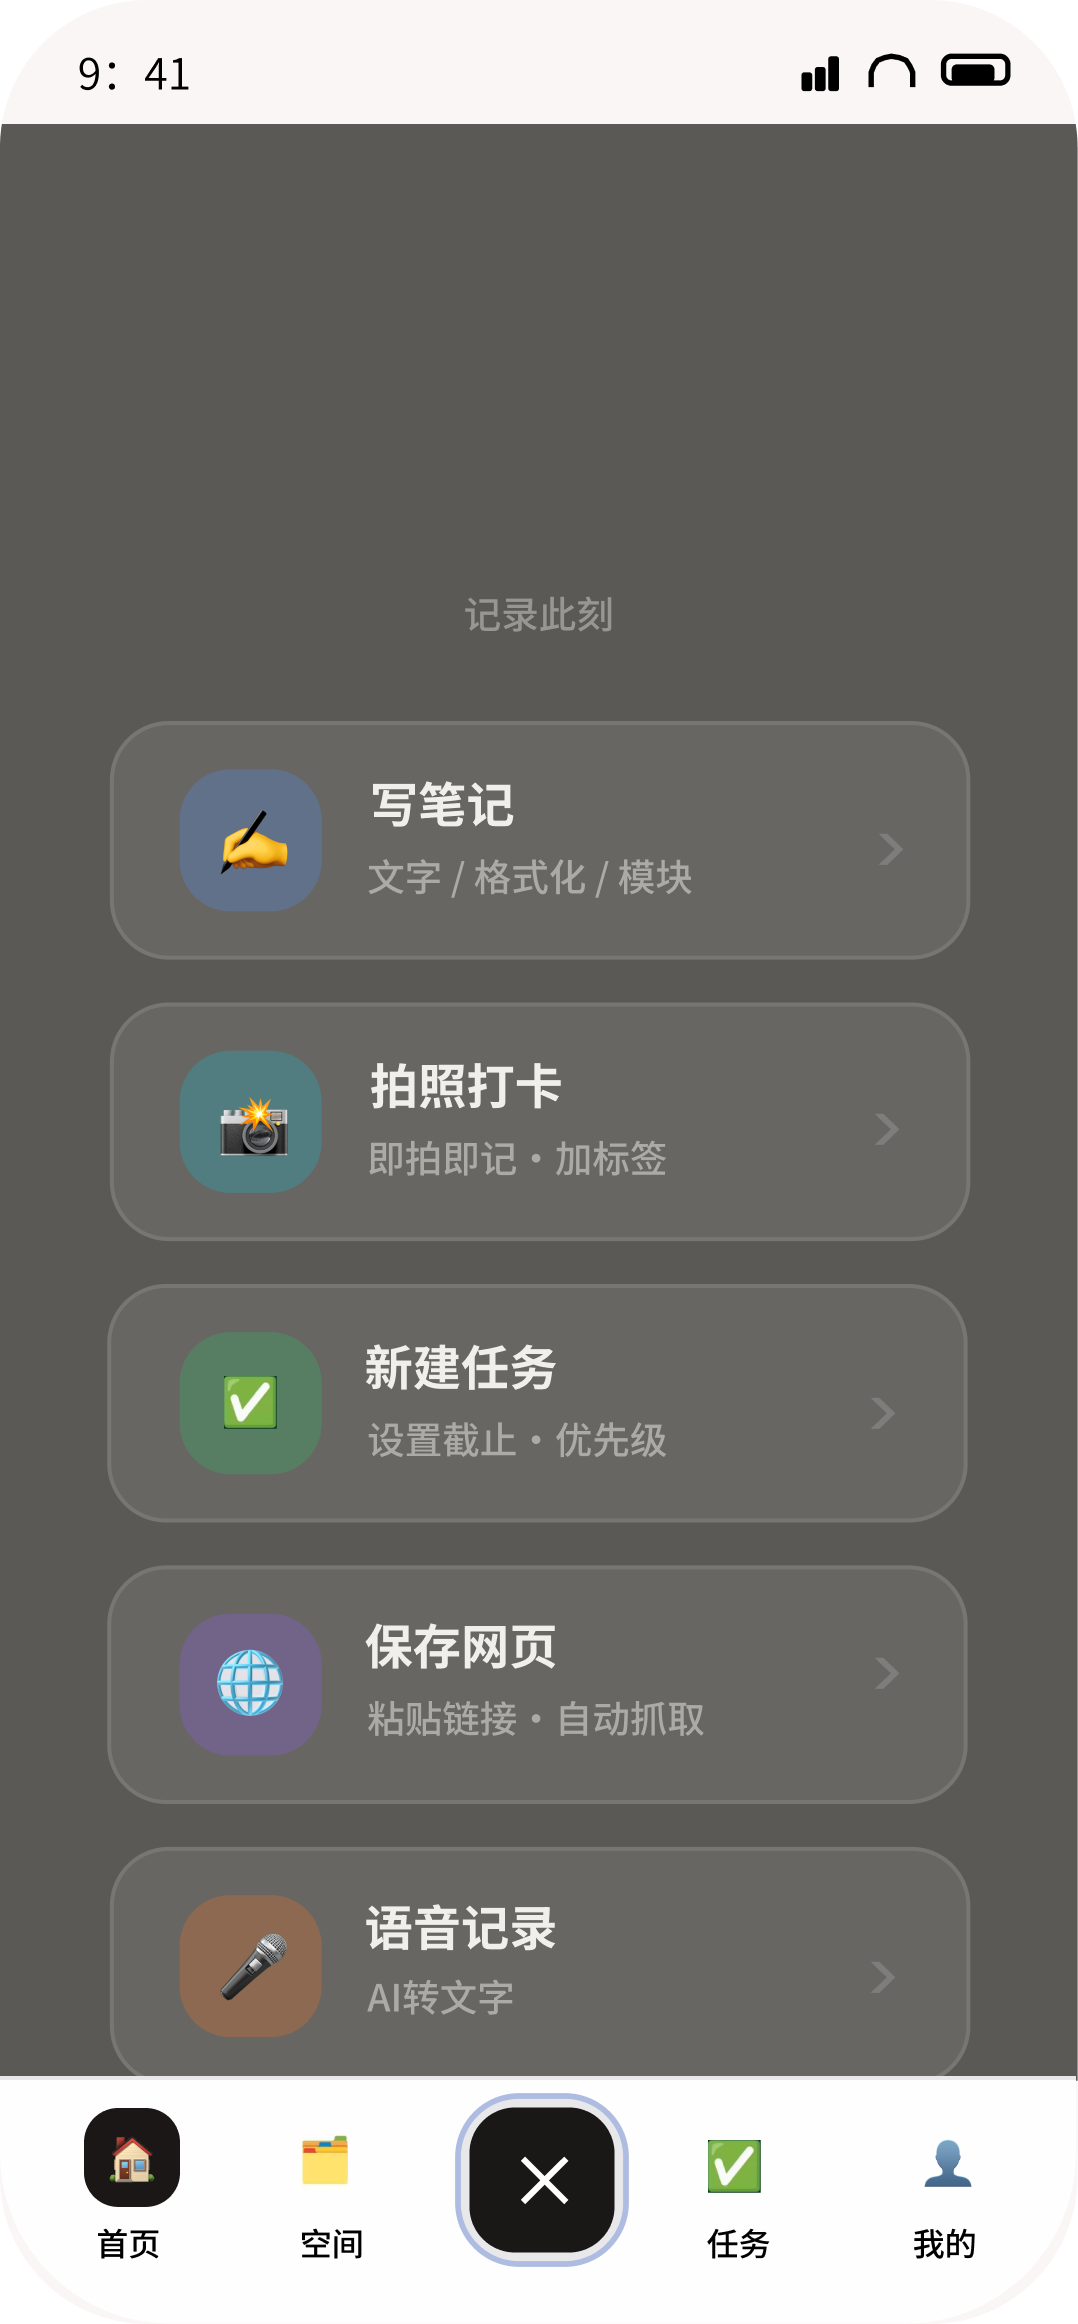 9：41
记录此刻
写笔记
文字 / 格式化 / 模块
拍照打卡
即拍即记·加标签
新建任务
设置截止·优先级
保存网页
粘贴链接·自动抓取
语音记录
AI转文字
首页 空间 任务 我的